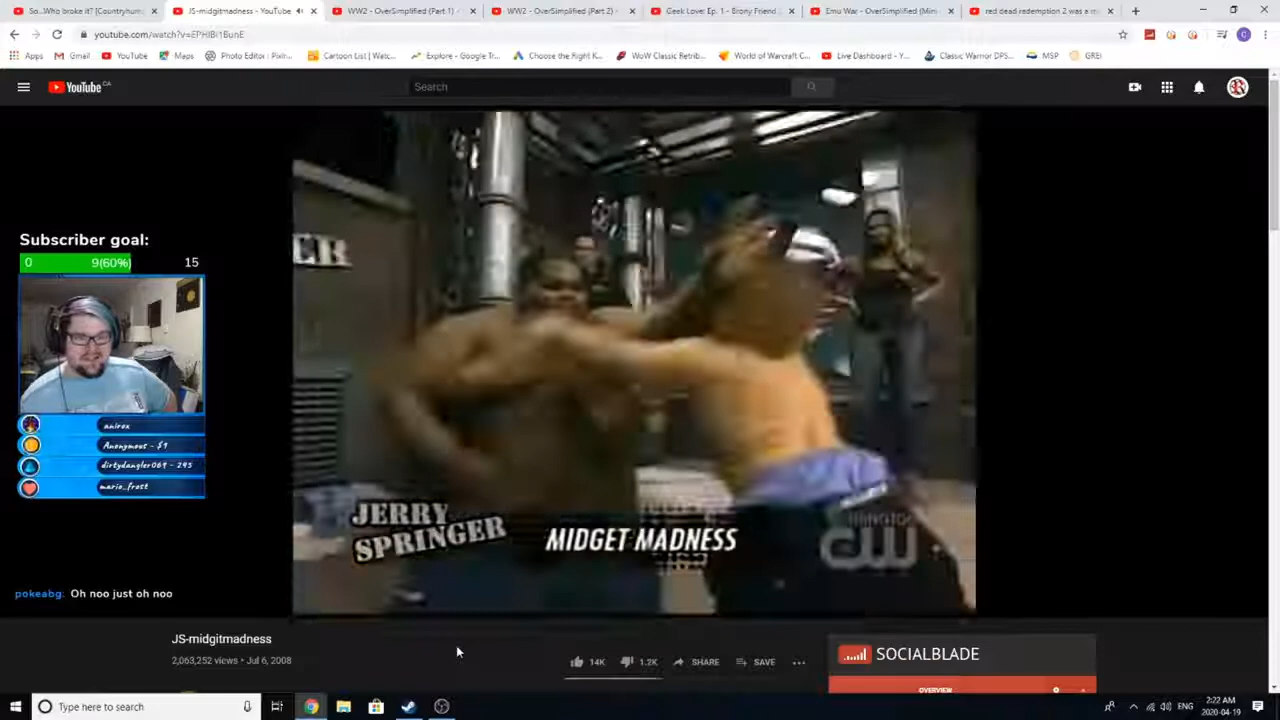 So...Who broke it? [Countryhum
JS-midgitmadness - YouTube
WW2 - OverSimplified (Part 1)
WW2 - OverSimplified (Part 2)
Geek Love: Ep. 1 - Brony Friend
Emu War - OverSimplified (Mini
red dead redemption 2 was a m
youtube.com/watch?v=EPHIBi1BunE
Apps
Gmail
YouTube
Maps
Photo Editor : Pixlr...
Cartoon List | Watc...
Explore - Google Tr...
Choose the Right K...
WoW Classic Retrib...
World of Warcraft C...
Live Dashboard - Y...
Classic Warrior DPS...
MSP
GRE!
YouTube CA
Search
Subscriber goal:
0 9(60%) 15
anirox
Anonymous - $1
dirtydangler069 - 245
mario_frost
JERRY
SPRINGER
MIDGET MADNESS
CW
pokeabg: Oh noo just oh noo
JS-midgitmadness
2,063,252 views • Jul 6, 2008
14K
1.2K
SHARE
SAVE
SOCIALBLADE
OVERVIEW
Type here to search
ENG
2:22 AM
2020-04-19